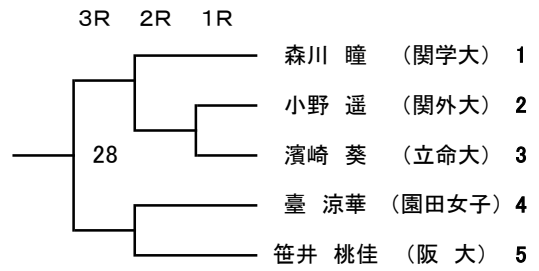 ３Ｒ ２Ｒ １Ｒ
森川 瞳 （関学大） 1
小野 遥 （関外大） 2
28
濱崎 葵 （立命大） 3
臺 涼華 （園田女子） 4
笹井 桃佳 （阪 大） 5